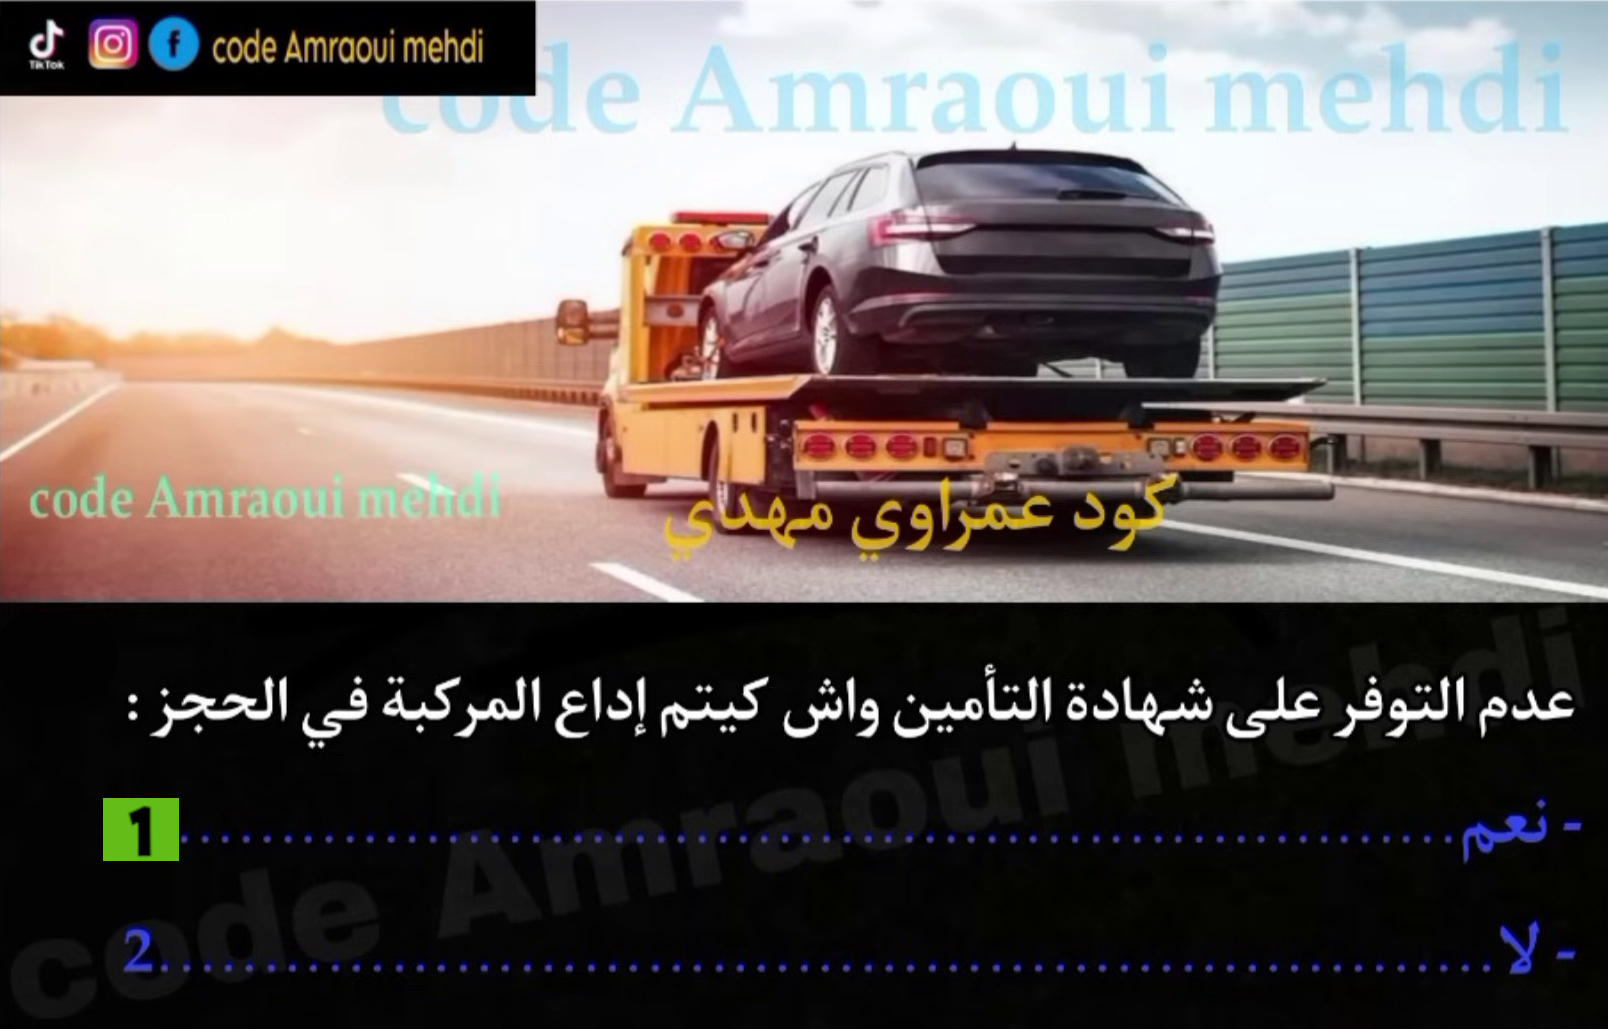 TikTok
code Amraoui mehdi
code Amraoui mehdi
code Amraoui mehdi
كود عمراوي مهدي
عدم التوفر على شهادة التأمين واش كيتم إداع المركبة في الحجز :
- نعم ........................................ 1
- لا ........................................ 2
code Amraoui mehdi